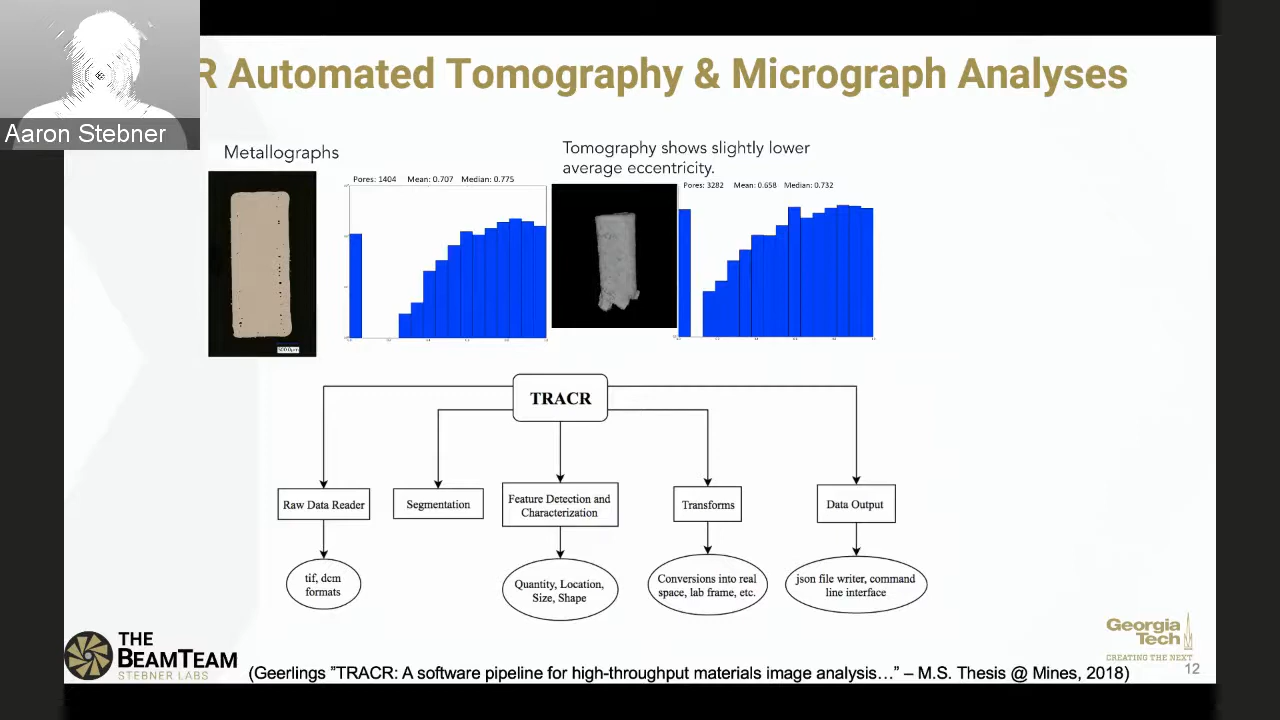 R Automated Tomography & Micrograph Analyses
Aaron Stebner
Metallographs
Tomography shows slightly lower
average eccentricity.
Pores: 1404 Mean: 0.707 Median: 0.775
Pores: 3282 Mean: 0.658 Median: 0.732
TRACR
Raw Data Reader
Segmentation
Feature Detection and
Characterization
Transforms
Data Output
tif, dcm
formats
Quantity, Location,
Size, Shape
Conversions into real
space, lab frame, etc.
json file writer, command
line interface
THE
BEAMTEAM
STEBNER LABS
Georgia
Tech
CREATING THE NEXT
12
(Geerlings ”TRACR: A software pipeline for high-throughput materials image analysis…” – M.S. Thesis @ Mines, 2018)